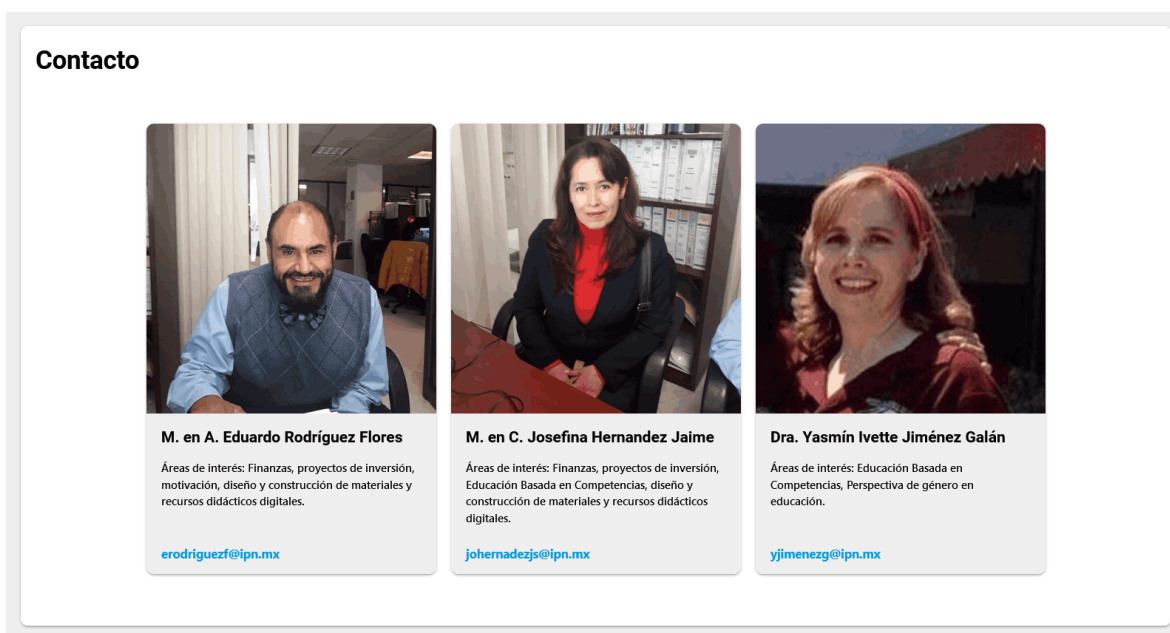 Contacto
M. en A. Eduardo Rodríguez Flores
Áreas de interés: Finanzas, proyectos de inversión,
motivación, diseño y construcción de materiales y
recursos didácticos digitales.
erodriguezf@ipn.mx
M. en C. Josefina Hernandez Jaime
Áreas de interés: Finanzas, proyectos de inversión,
Educación Basada en Competencias, diseño y
construcción de materiales y recursos didácticos
digitales.
johernadezjs@ipn.mx
Dra. Yasmín Ivette Jiménez Galán
Áreas de interés: Educación Basada en
Competencias, Perspectiva de género en
educación.
yjimenezg@ipn.mx